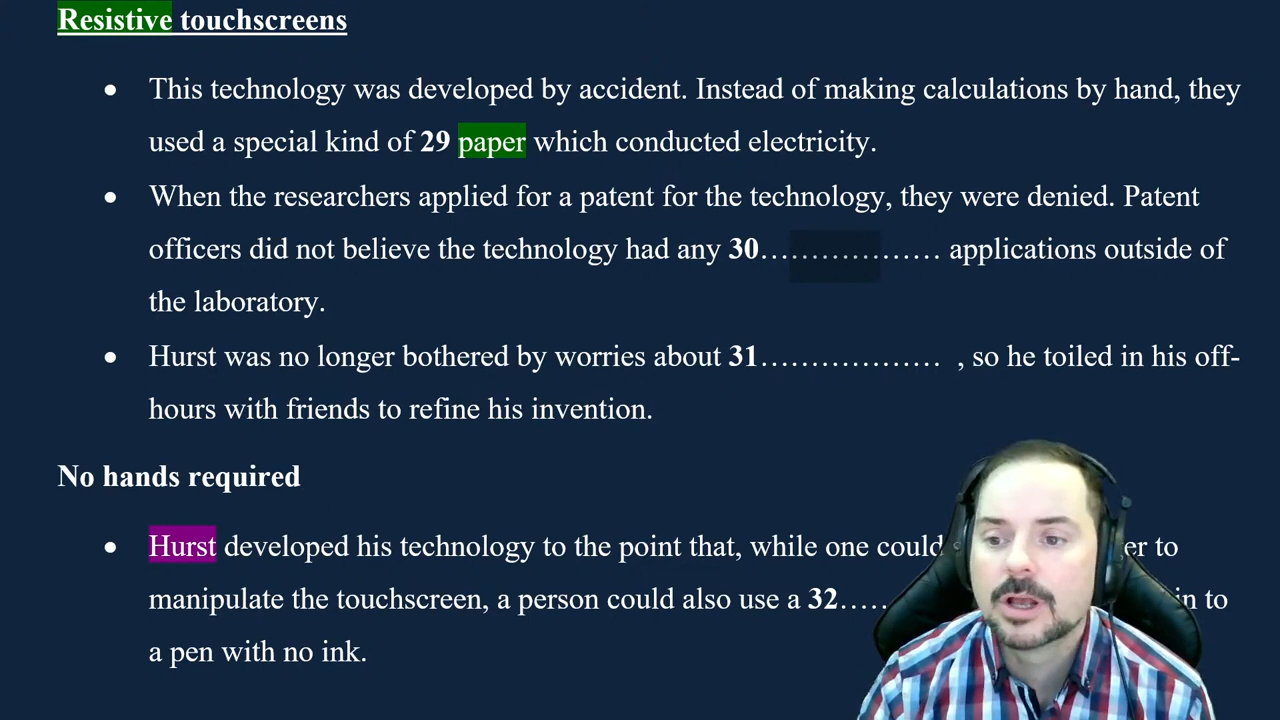 Resistive touchscreens
• This technology was developed by accident. Instead of making calculations by hand, they
used a special kind of 29 paper which conducted electricity.
• When the researchers applied for a patent for the technology, they were denied. Patent
officers did not believe the technology had any 30……………… applications outside of
the laboratory.
• Hurst was no longer bothered by worries about 31……………… , so he toiled in his off-
hours with friends to refine his invention.
No hands required
• Hurst developed his technology to the point that, while one could to
manipulate the touchscreen, a person could also use a 32…… to
a pen with no ink.